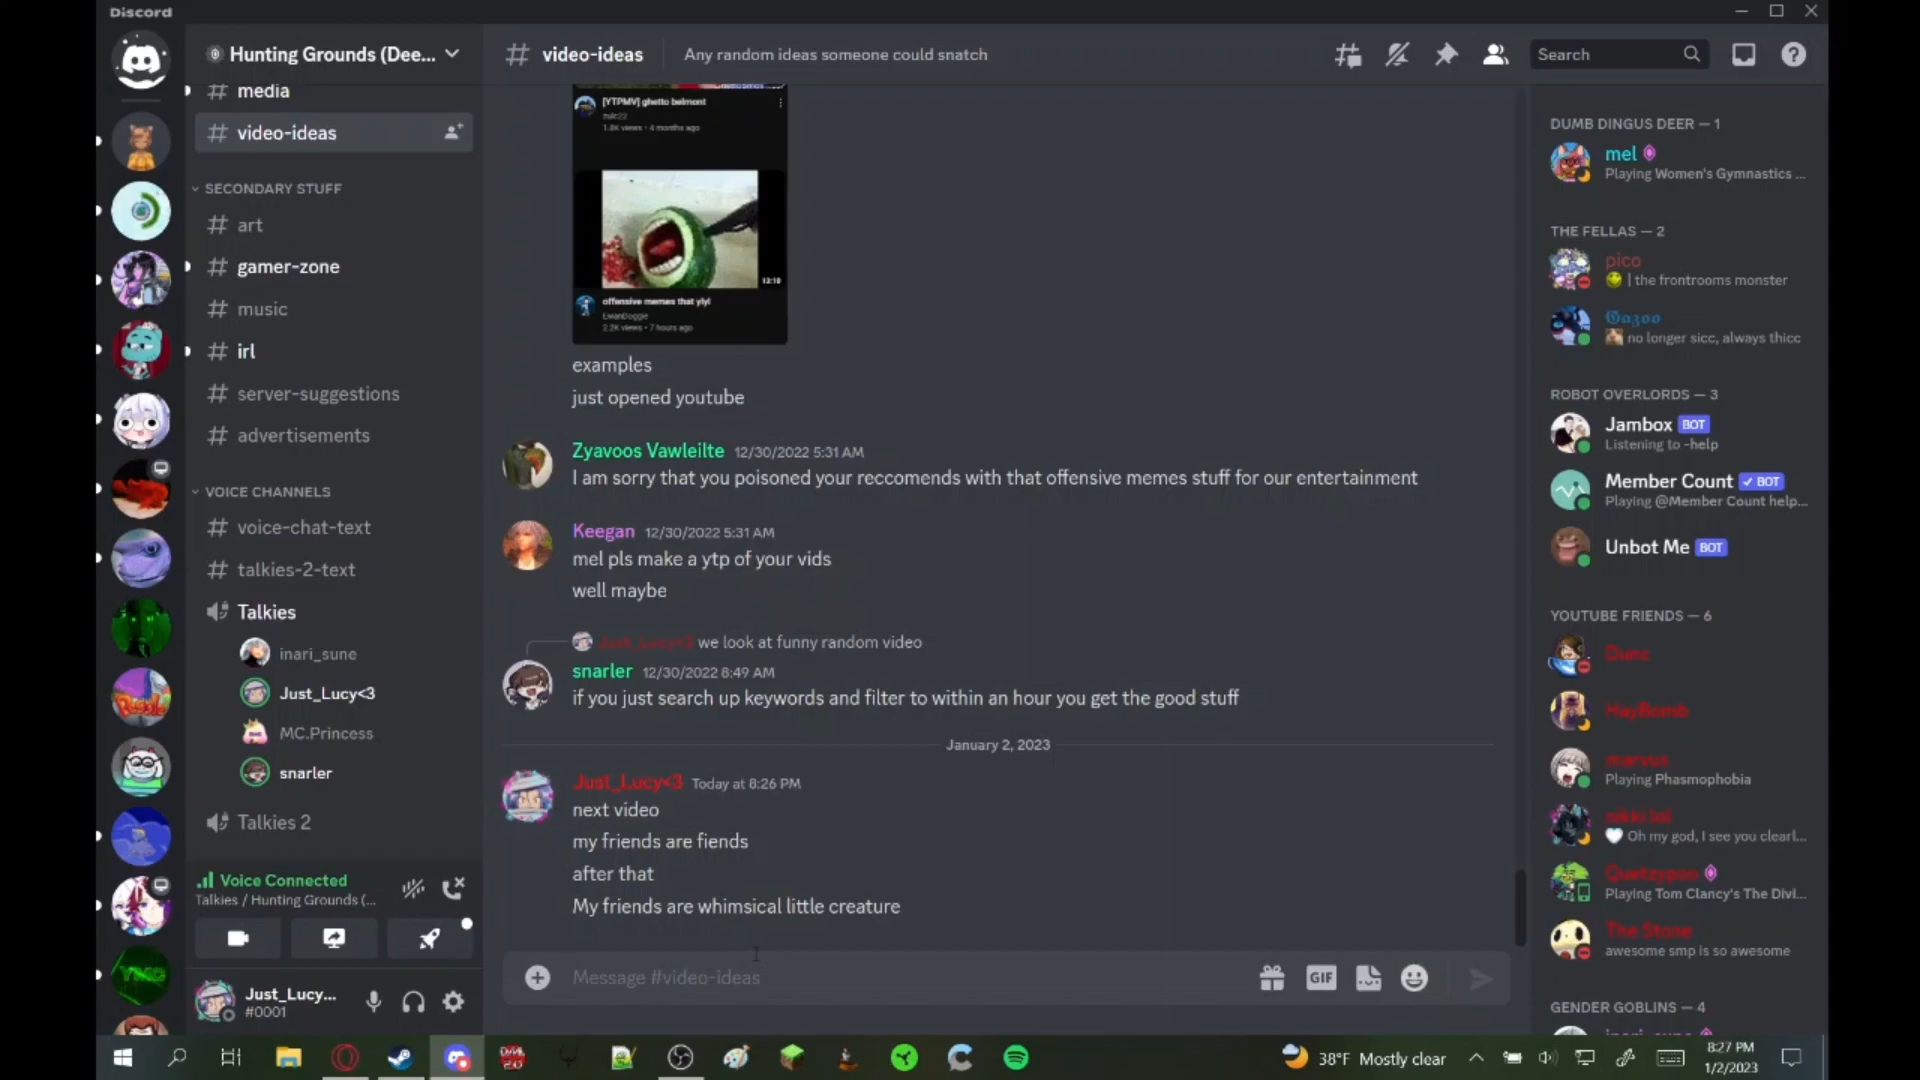 Discord
Hunting Grounds (Dee...
media
video-ideas
SECONDARY STUFF
art
gamer-zone
music
irl
server-suggestions
advertisements
VOICE CHANNELS
voice-chat-text
talkies-2-text
Talkies
inari_sune
Just_Lucy<3
MC.Princess
snarler
Talkies 2
Voice Connected
Talkies / Hunting Grounds (...
Just_Lucy...
#0001
video-ideas
Any random ideas someone could snatch
Search
[YTPMV] ghetto belmont
1.8K views • 4 months ago
13:10
offensive memes that ylyl
EwanDoggie
2.2K views • 7 hours ago
examples
just opened youtube
Zyavoos Vawleilte 12/30/2022 5:31 AM
I am sorry that you poisoned your reccomends with that offensive memes stuff for our entertainment
Keegan 12/30/2022 5:31 AM
mel pls make a ytp of your vids
well maybe
Just_Lucy<3 we look at funny random video
snarler 12/30/2022 8:49 AM
if you just search up keywords and filter to within an hour you get the good stuff
January 2, 2023
Just_Lucy<3 Today at 8:26 PM
next video
my friends are fiends
after that
My friends are whimsical little creature
Message #video-ideas
GIF
DUMB DINGUS DEER — 1
mel
Playing Women's Gymnastics ...
THE FELLAS — 2
pico
| the frontrooms monster
Gazoo
no longer sicc, always thicc
ROBOT OVERLORDS — 3
Jambox BOT
Listening to -help
Member Count BOT
Playing @Member Count help...
Unbot Me BOT
YOUTUBE FRIENDS — 6
Dunc
HayBomb
marvux
Playing Phasmophobia
nikki lol
Oh my god, I see you clearl...
Quetzypoo
Playing Tom Clancy's The Divi...
The Stone
awesome smp is so awesome
GENDER GOBLINS — 4
38°F Mostly clear
8:27 PM
1/2/2023